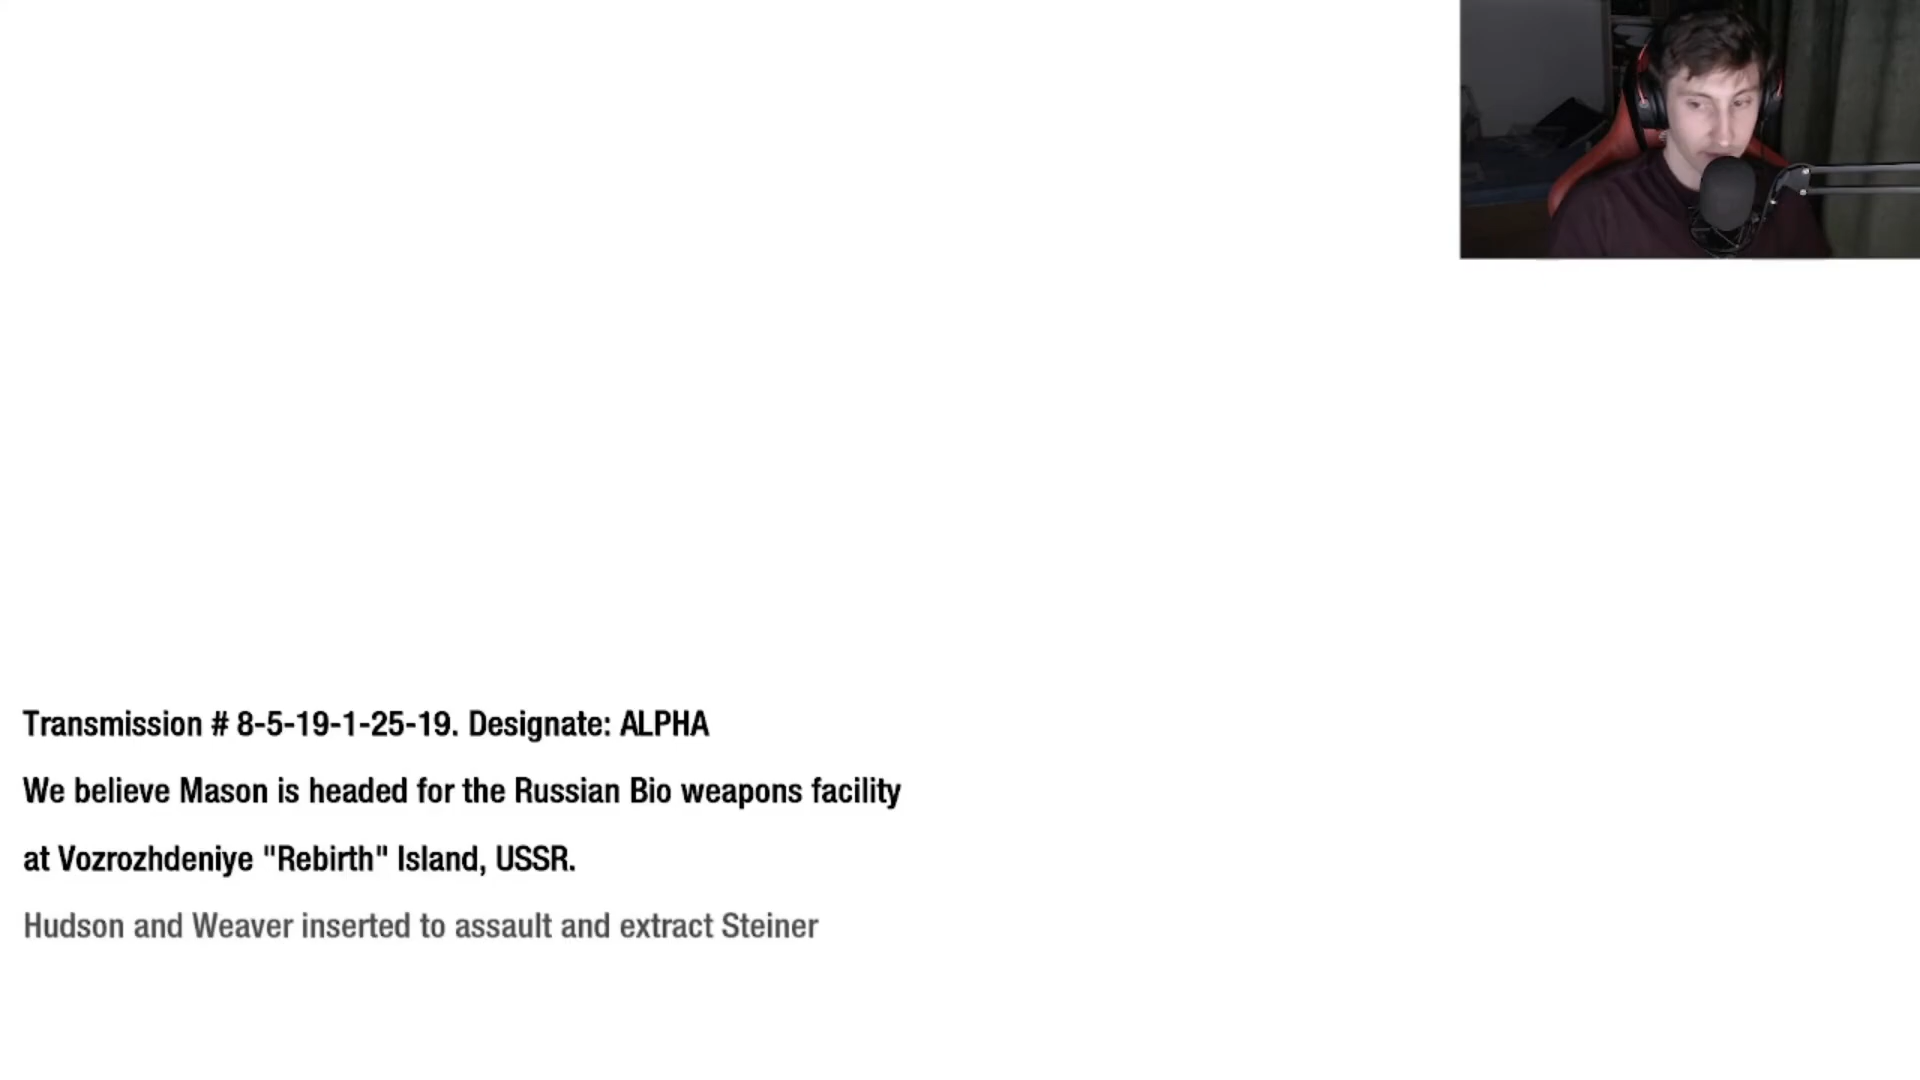 Transmission # 8-5-19-1-25-19. Designate: ALPHA
We believe Mason is headed for the Russian Bio weapons facility
at Vozrozhdeniye "Rebirth" Island, USSR.
Hudson and Weaver inserted to assault and extract Steiner